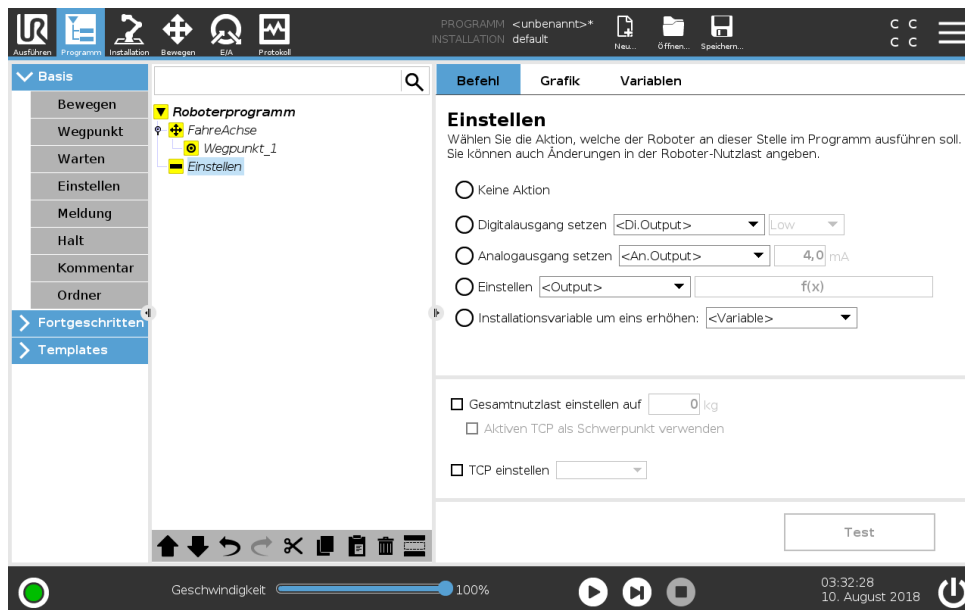 UR
Ausführen Programm Installation Bewegen E/A Protokoll
PROGRAMM <unbenannt>*
INSTALLATION default
Neu... Öffnen... Speichern...
C C
C C
Basis
Bewegen
Wegpunkt
Warten
Einstellen
Meldung
Halt
Kommentar
Ordner
Fortgeschritten
Templates
Roboterprogramm
FahreAchse
Wegpunkt_1
Einstellen
Befehl Grafik Variablen
Einstellen
Wählen Sie die Aktion, welche der Roboter an dieser Stelle im Programm ausführen soll.
Sie können auch Änderungen in der Roboter-Nutzlast angeben.
Keine Aktion
Digitalausgang setzen <Di.Output> Low
Analogausgang setzen <An.Output> 4,0 mA
Einstellen <Output> f(x)
Installationsvariable um eins erhöhen: <Variable>
Gesamtnutzlast einstellen auf 0 kg
Aktiven TCP als Schwerpunkt verwenden
TCP einstellen
Test
Geschwindigkeit 100%
03:32:28
10. August 2018